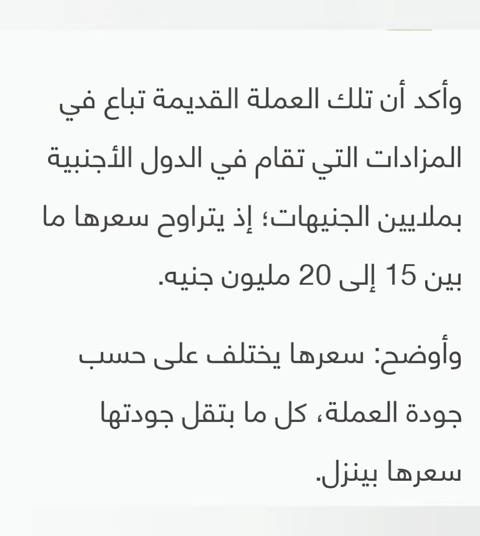 وأكد أن تلك العملة القديمة تباع في
المزادات التي تقام في الدول الأجنبية
بملايين الجنيهات؛ إذ يتراوح سعرها ما
بين 15 إلى 20 مليون جنيه.
وأوضح: سعرها يختلف على حسب
جودة العملة، كل ما بتقل جودتها
سعرها بينزل.